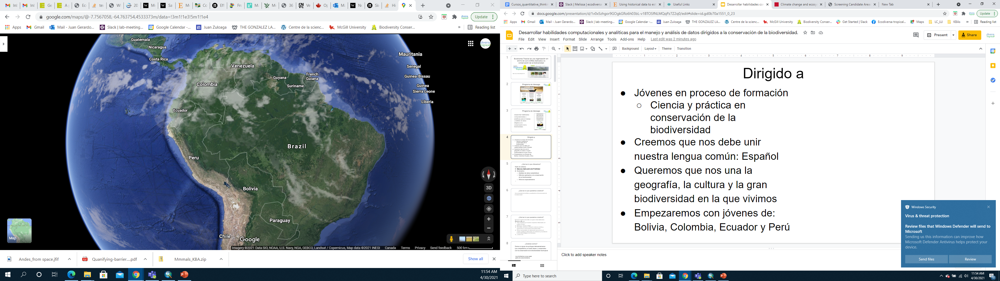 google.com/maps/@-7.7567058,-64.763754,4533373m/data=!3m1!1e3!5m1!1e4
Update
Apps
Gmail
Mail - Juan Gerardo...
Slack | lab-meeting...
Google Calendar -...
Juan Zuloaga
THE GONZALEZ LA...
Centre de la scienc...
McGill University
Biodiversity Conser...
Reading list
Guatemala
Nicaragua
Costa Rica
Venezuela
Guyana
French
Guiana
Suriname
Colombia
Ecuador
Peru
Brazil
Bolivia
Paraguay
Chile
Mauritania
Senegal
Guinea-Bissau
Guinea
Sierra Leone
Liberia
3D
Map
Google
Imagery ©2021 Data SIO, NOAA, U.S. Navy, NGA, GEBCO, Landsat / Copernicus, Map data ©2021 INEGI Canada Terms Privacy Send feedback 500 km
Andes_from space.jfif
Quanifying-barrier....pdf
Mmmals_KBA.zip
Show all
11:54 AM
4/30/2021
Cursos_quantitative_thinkin
Slack | Melissa | ecodiversa
Using historical data to est
Useful Links
Desarrollar habilidades co
Climate change and ecosy
Screening Candidate Area
New Tab
docs.google.com/presentation/d/1v0x5zhgor9GOgkGRo6h03bL-v1BTOSfNLMQqPz7Z2q0/edit#slide=id.gd0b70a1551_0_23
Update
Apps
Gmail
Mail - Juan Gerardo...
Slack | lab-meeting...
Google Calendar -...
Juan Zuloaga
THE GONZALEZ LA...
Centre de la scienc...
McGill University
Biodiversity Conser...
Get Started | Slack
Ecodiversa tropical...
Maps
LC_LU
KBAs
Reading list
Desarrollar habilidades computacionales y analíticas para el manejo y análisis de datos dirigidos a la conservación de la biodiversidad.
File Edit View Insert Format Slide Arrange Tools Add-ons Help Last edit was 2 minutes ago
Present
Share
Background Layout Theme Transition
Dirigido a
● Jóvenes en proceso de formación
○ Ciencia y práctica en
conservación de la
biodiversidad
● Creemos que nos debe unir
nuestra lengua común: Español
● Queremos que nos una la
geografía, la cultura y la gran
biodiversidad en la que vivimos
● Empezaremos con jóvenes de:
Bolivia, Colombia, Ecuador y Perú
Click to add speaker notes
Windows Security
Virus & threat protection
Review files that Windows Defender will send to
Microsoft
Sending us this information can improve how
Microsoft Defender Antivirus helps protect your
device.
Send files
Review
Type here to search
11:54 AM
4/30/2021